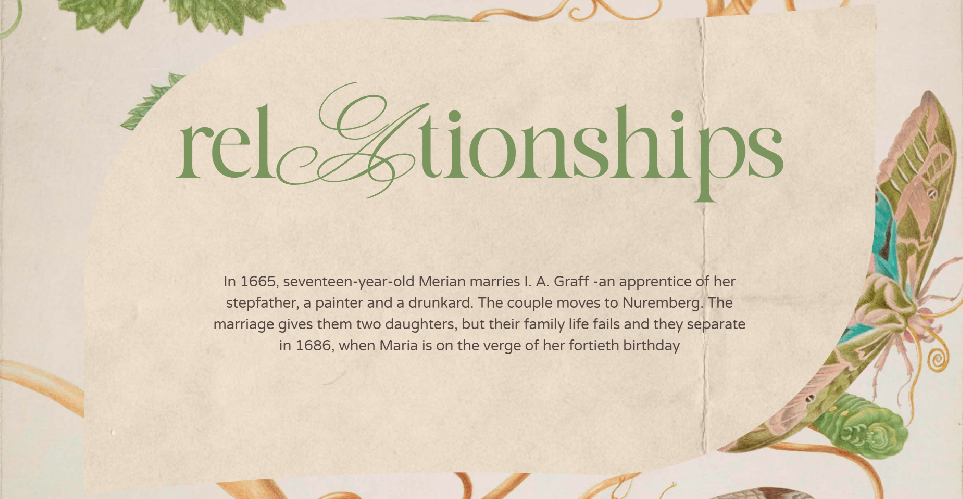 relAtionships
In 1665, seventeen-year-old Merian marries I. A. Graff -an apprentice of her
stepfather, a painter and a drunkard. The couple moves to Nuremberg. The
marriage gives them two daughters, but their family life fails and they separate
in 1686, when Maria is on the verge of her fortieth birthday